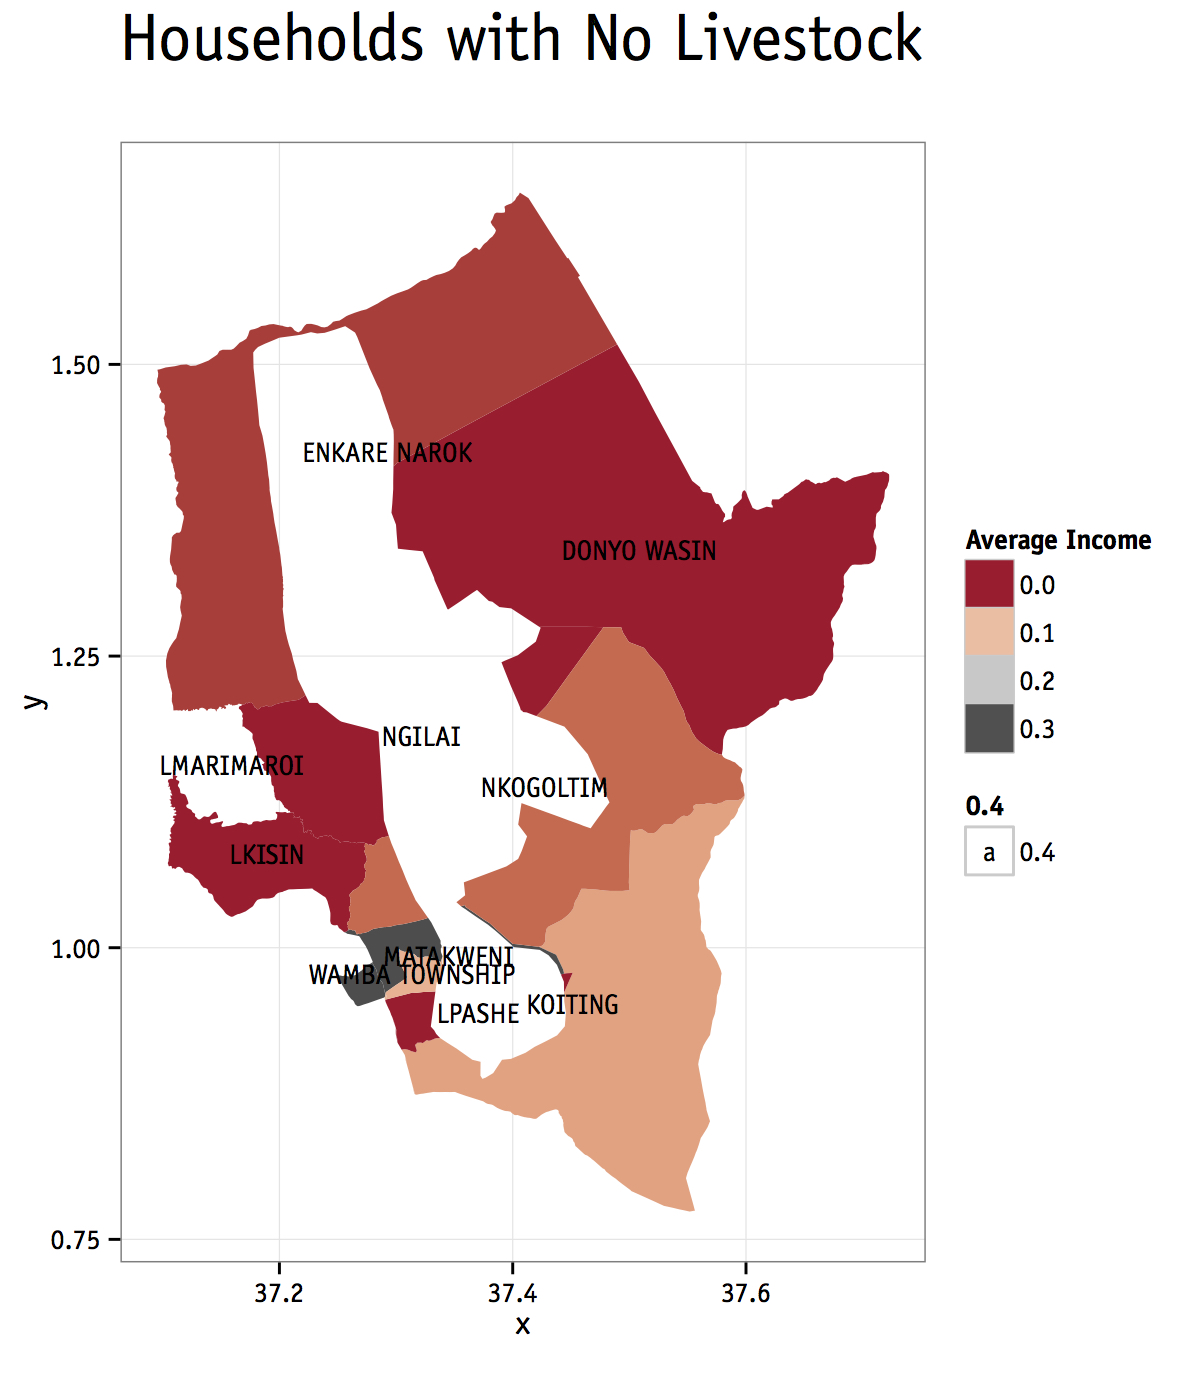 Households with No Livestock
1.50
1.25
1.00
0.75
y
ENKARE NAROK
DONYO WASIN
NGILAI
LMARIMAROI
NKOGOLTIM
LKISIN
MATAKWENI
WAMBA TOWNSHIP
KOITING
LPASHE
37.2
37.4
37.6
x
Average Income
0.0
0.1
0.2
0.3
0.4
a 0.4